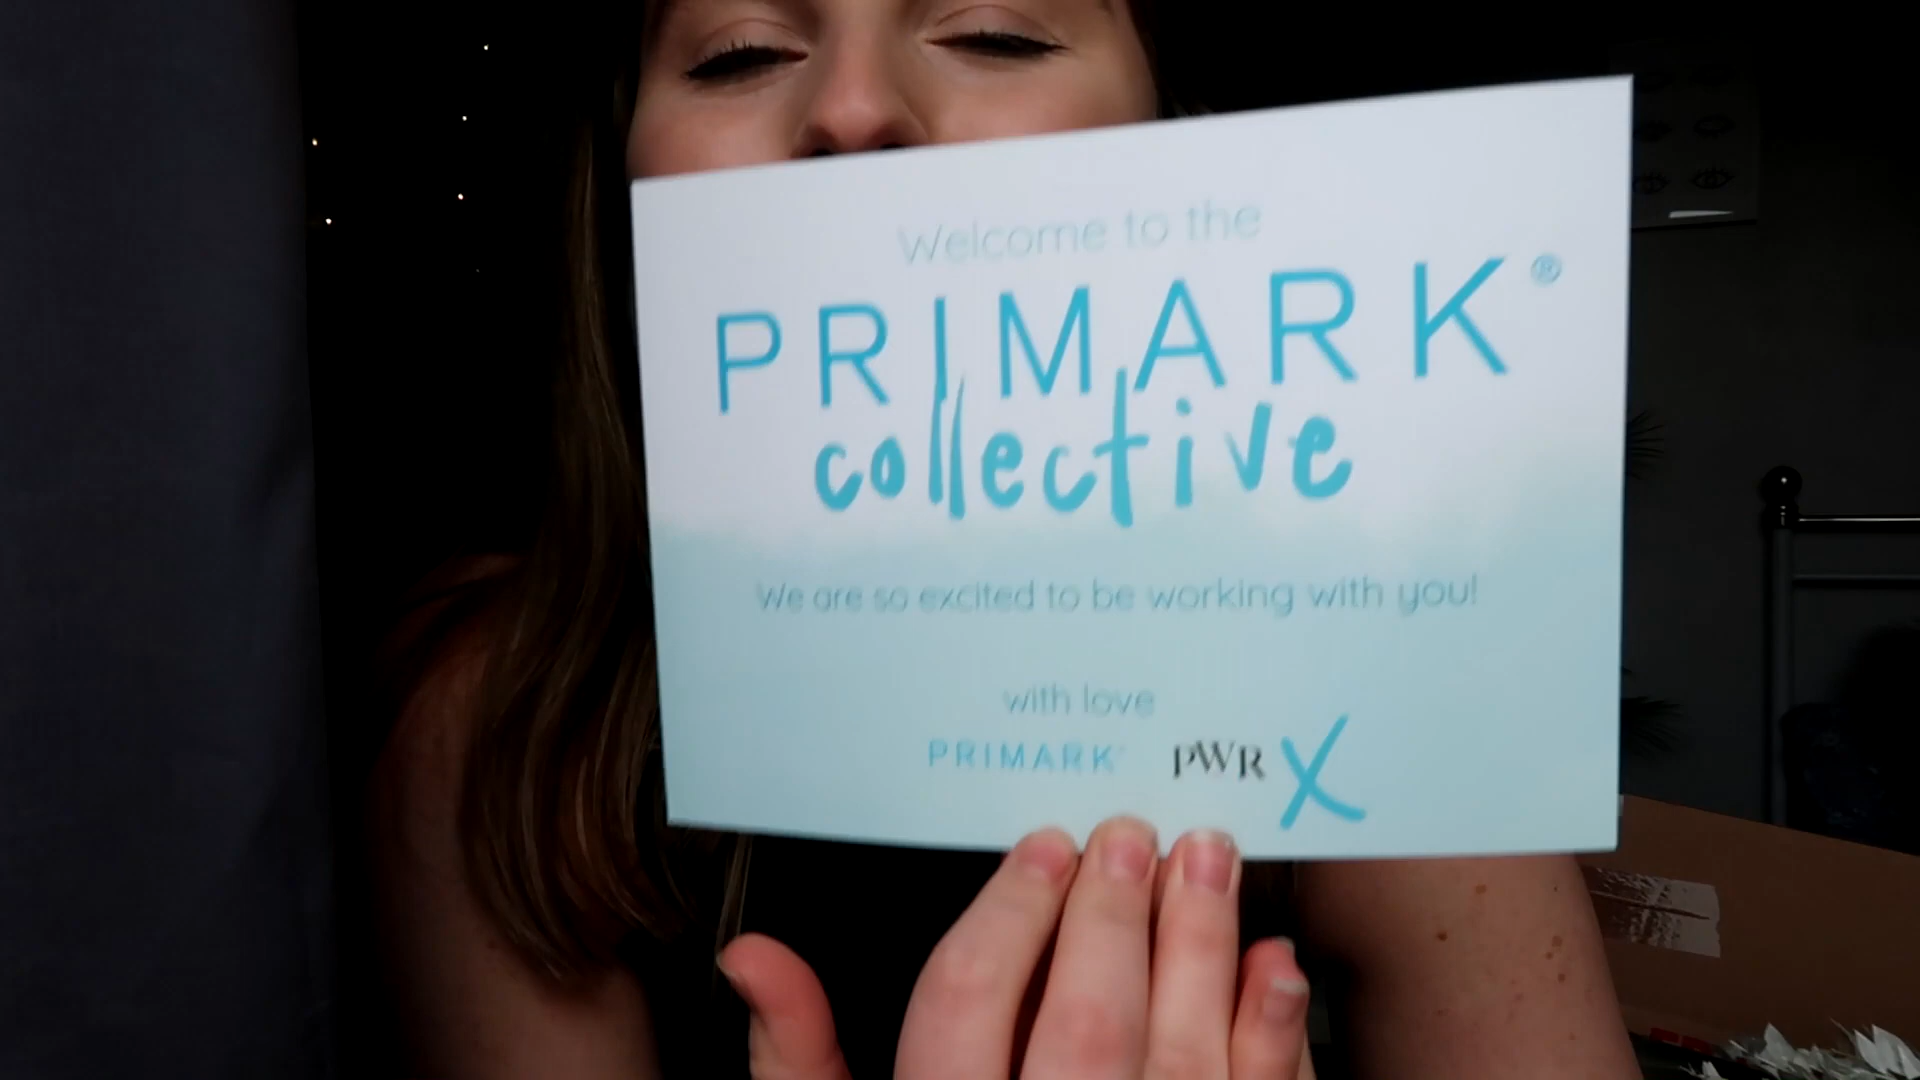 Welcome to the
PRIMARK®
collective
We are so excited to be working with you!
with love
PRIMARK® PWR X